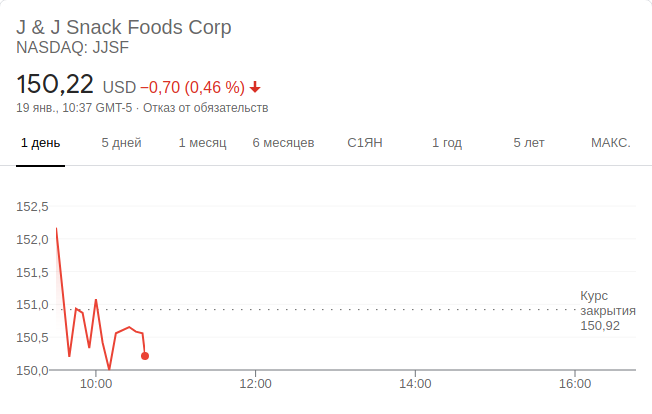 J & J Snack Foods Corp
NASDAQ: JJSF
150,22 USD −0,70 (0,46 %)
19 янв., 10:37 GMT-5 · Отказ от обязательств
1 день 5 дней 1 месяц 6 месяцев С1ЯН 1 год 5 лет МАКС.
152,5
152,0
151,5
151,0
150,5
150,0
Курс
закрытия
150,92
10:00 12:00 14:00 16:00